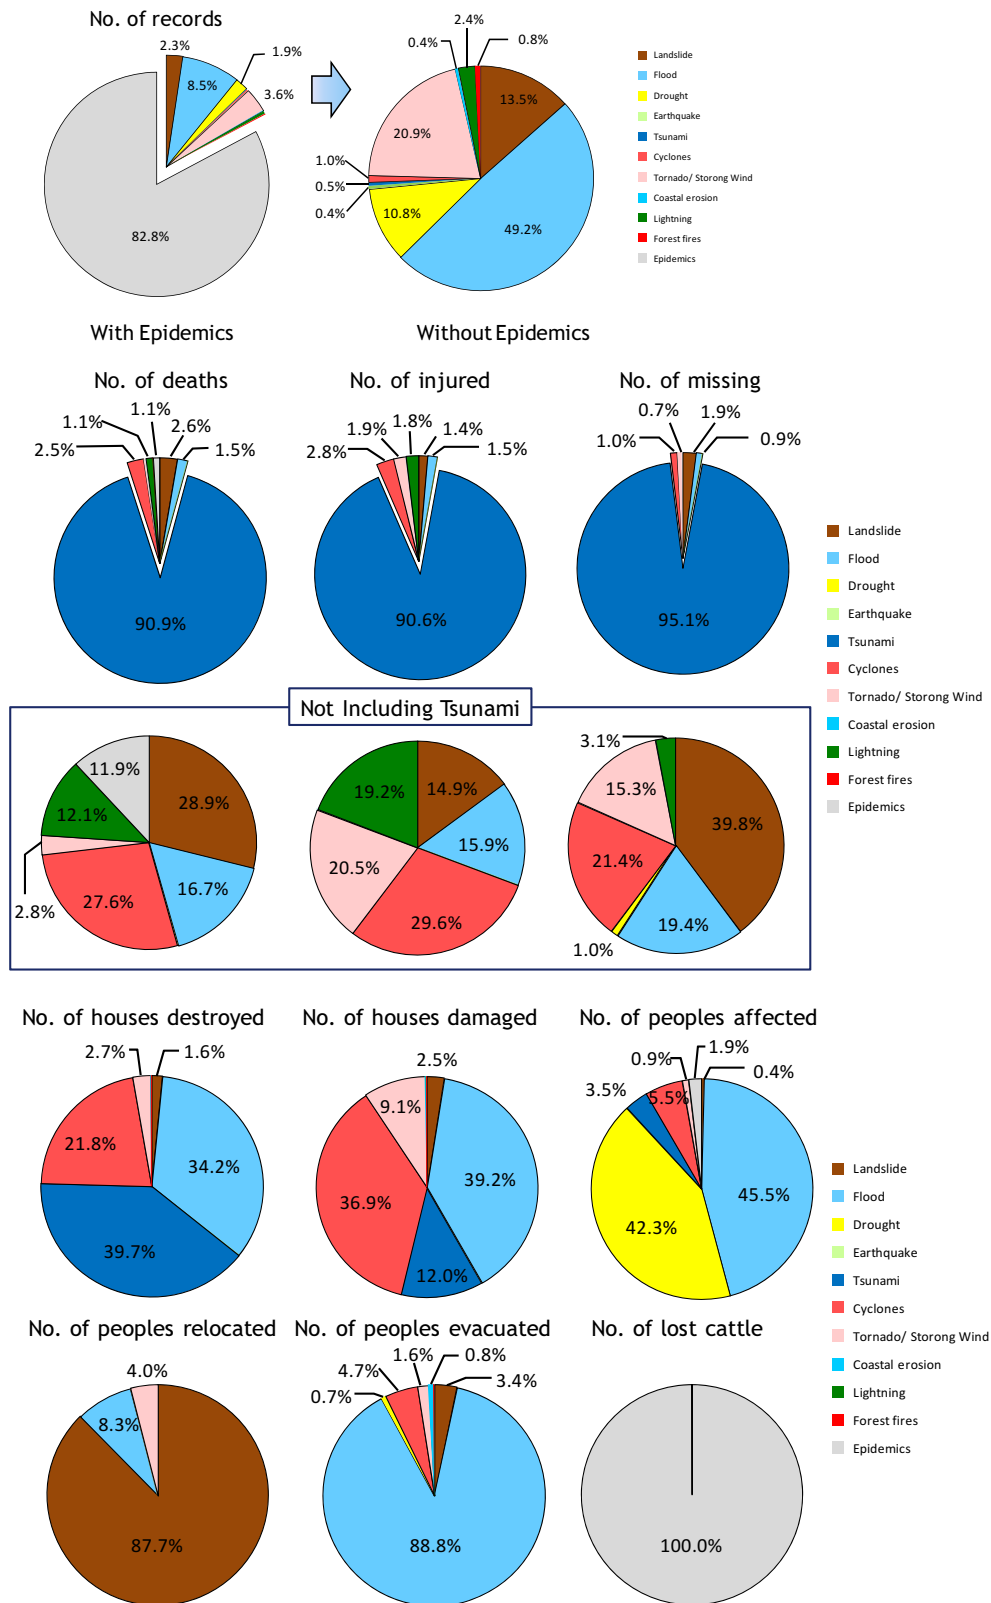 No. of records
2.3%
8.5%
1.9%
3.6%
82.8%
0.4%
2.4%
0.8%
13.5%
20.9%
1.0%
0.5%
0.4%
10.8%
49.2%
Landslide
Flood
Drought
Earthquake
Tsunami
Cyclones
Tornado/ Storong Wind
Coastal erosion
Lightning
Forest fires
Epidemics
With Epidemics
Without Epidemics
No. of deaths
2.5%
1.1%
1.1%
2.6%
1.5%
90.9%
No. of injured
2.8%
1.9%
1.8%
1.4%
1.5%
90.6%
No. of missing
1.0%
0.7%
1.9%
0.9%
95.1%
Landslide
Flood
Drought
Earthquake
Tsunami
Cyclones
Tornado/ Storong Wind
Coastal erosion
Lightning
Forest fires
Epidemics
Not Including Tsunami
11.9%
28.9%
12.1%
2.8%
27.6%
16.7%
19.2%
14.9%
15.9%
20.5%
29.6%
3.1%
15.3%
39.8%
21.4%
19.4%
1.0%
No. of houses destroyed
2.7%
1.6%
21.8%
34.2%
39.7%
No. of houses damaged
2.5%
9.1%
39.2%
36.9%
12.0%
No. of peoples affected
0.9%
1.9%
0.4%
3.5%
5.5%
45.5%
42.3%
Landslide
Flood
Drought
Earthquake
Tsunami
Cyclones
Tornado/ Storong Wind
Coastal erosion
Lightning
Forest fires
Epidemics
No. of peoples relocated
4.0%
8.3%
87.7%
No. of peoples evacuated
1.6%
0.8%
4.7%
3.4%
0.7%
88.8%
No. of lost cattle
100.0%